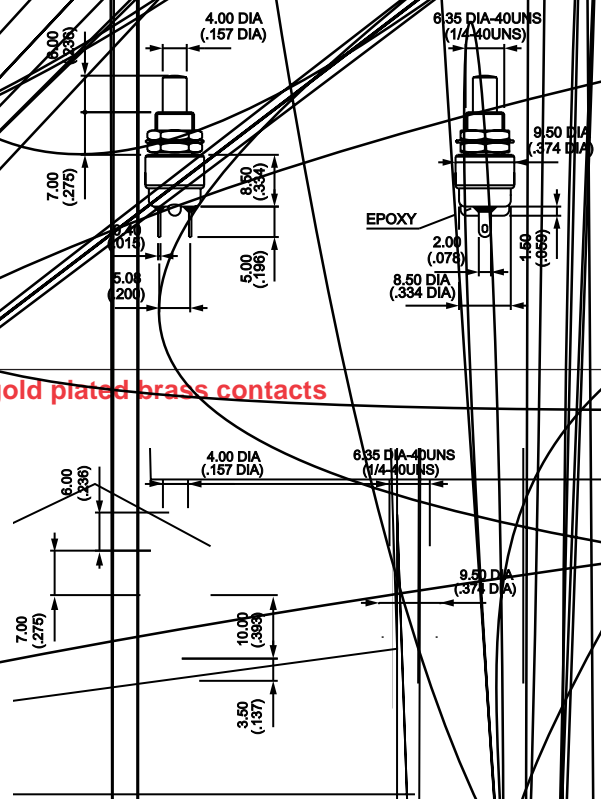 4.00 DIA
(.157 DIA)
6.35 DIA-40UNS
(1/4-40UNS)
6.00
(.236)
9.50 DIA
(.374 DIA)
7.00
(.275)
8.50
(.334)
EPOXY
0.40
(.015)
2.00
(.078)
1.50
(.059)
5.08
(.200)
5.00
(.196)
8.50 DIA
(.334 DIA)
gold plated brass contacts
4.00 DIA
(.157 DIA)
6.35 DIA-40UNS
(1/4-40UNS)
6.00
(.236)
9.50 DIA
(.374 DIA)
7.00
(.275)
10.00
(.393)
3.50
(.137)